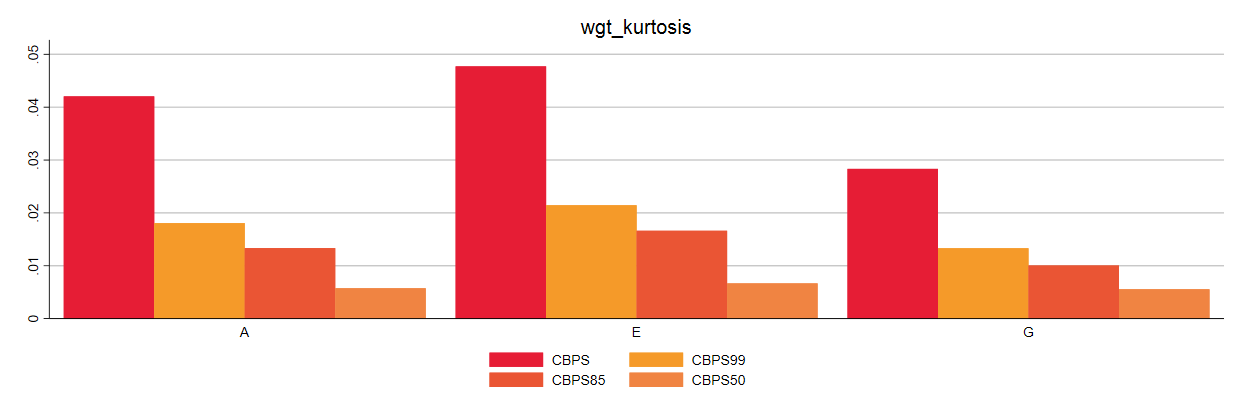 wgt_kurtosis
.05
.04
.03
.02
.01
0
A E G
CBPS CBPS99
CBPS85 CBPS50